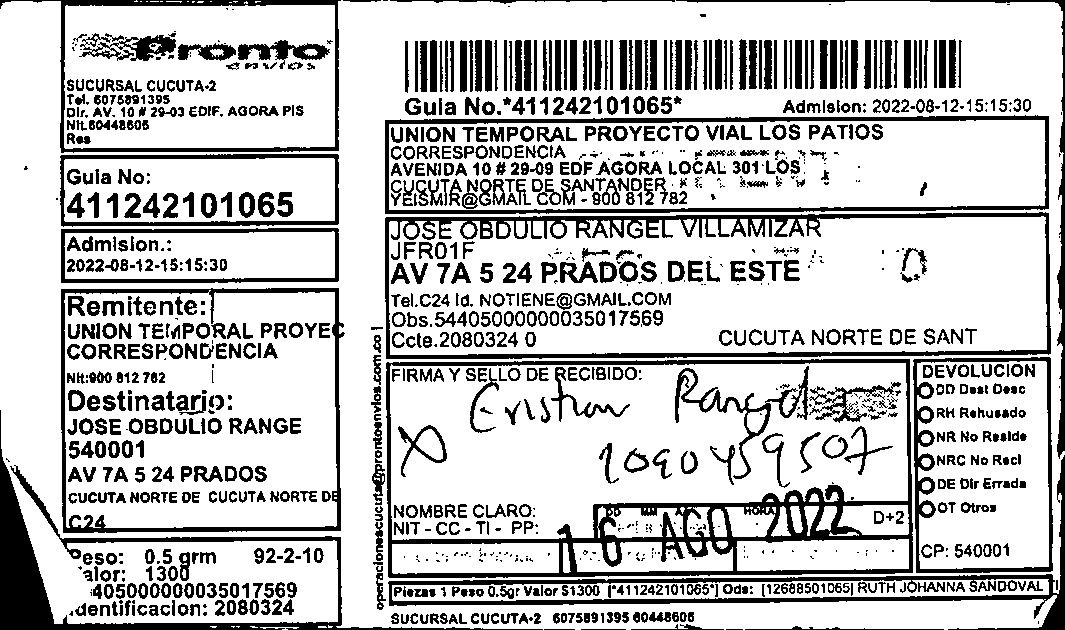 Pronto
envios
SUCURSAL CUCUTA-2
Tel. 6075891395
Dir. AV. 10 # 29-03 EDIF. AGORA PIS
Nit.60448606
Res
Guia No:
411242101065
Admision.:
2022-08-12-15:15:30
Remitente:
UNION TEMPORAL PROYEC
CORRESPONDENCIA
Nit:900 812 782
Destinatario:
JOSE OBDULIO RANGE
540001
AV 7A 5 24 PRADOS
CUCUTA NORTE DE CUCUTA NORTE DE
C24
Peso: 0.5 grm 92-2-10
alor: 1300
4050000000035017569
dentificacion: 2080324
operacionescucuta@prontoenvios.com.co
Guia No.*411242101065* Admision: 2022-08-12-15:15:30
UNION TEMPORAL PROYECTO VIAL LOS PATIOS
CORRESPONDENCIA
AVENIDA 10 # 29-09 EDF AGORA LOCAL 301 LOS
CUCUTA NORTE DE SANTANDER
YEISMIR@GMAIL COM - 900 812 782
JOSE OBDULIO RANGEL VILLAMIZAR
JFR01F
AV 7A 5 24 PRADOS DEL ESTE
Tel.C24 Id. NOTIENE@GMAIL.COM
Obs.54405000000035017569
Ccte.2080324 0 CUCUTA NORTE DE SANT
FIRMA Y SELLO DE RECIBIDO:
Cristian Rangel
X 1090459507
NOMBRE CLARO:
NIT - CC - TI - PP:
DD MM A HORA
16 AGO 2022
D+2
DEVOLUCION
DD Dest Desc
RH Rehusado
NR No Reside
NRC No Recl
DE Dir Errada
OT Otros
CP: 540001
Piezas 1 Peso 0.5gr Valor $1300 [*411242101065*] Ods: [12688501065] RUTH JOHANNA SANDOVAL
SUCURSAL CUCUTA-2 6075891395 60448606